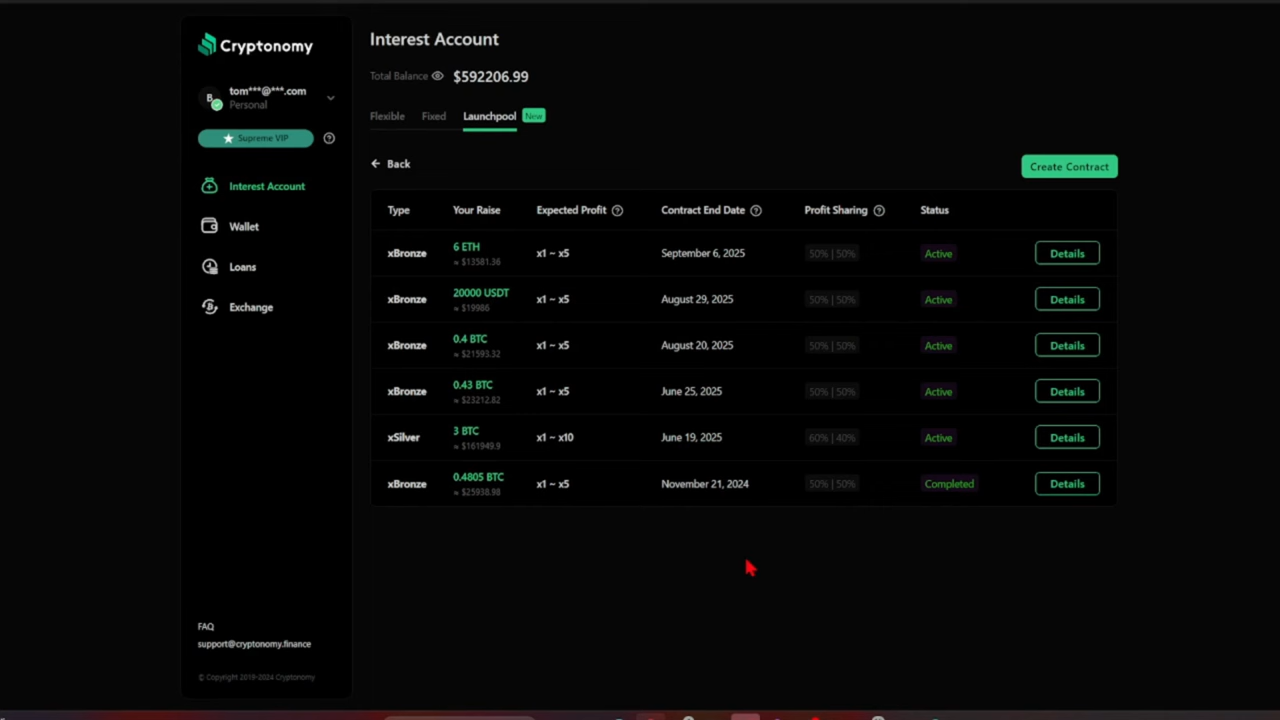 Cryptonomy
B
tom***@***.com
Personal
Supreme VIP
Interest Account
Wallet
Loans
Exchange
FAQ
support@cryptonomy.finance
© Copyright 2019-2024 Cryptonomy
Interest Account
Total Balance $592206.99
Flexible Fixed Launchpool New
Back
Create Contract
Type Your Raise Expected Profit Contract End Date Profit Sharing Status
xBronze 6 ETH x1 ~ x5 September 6, 2025 50% | 50% Active Details
≈ $13581.36
xBronze 20000 USDT x1 ~ x5 August 29, 2025 50% | 50% Active Details
≈ $19986
xBronze 0.4 BTC x1 ~ x5 August 20, 2025 50% | 50% Active Details
≈ $21593.32
xBronze 0.43 BTC x1 ~ x5 June 25, 2025 50% | 50% Active Details
≈ $23212.82
xSilver 3 BTC x1 ~ x10 June 19, 2025 60% | 40% Active Details
≈ $161949.9
xBronze 0.4805 BTC x1 ~ x5 November 21, 2024 50% | 50% Completed Details
≈ $25938.98